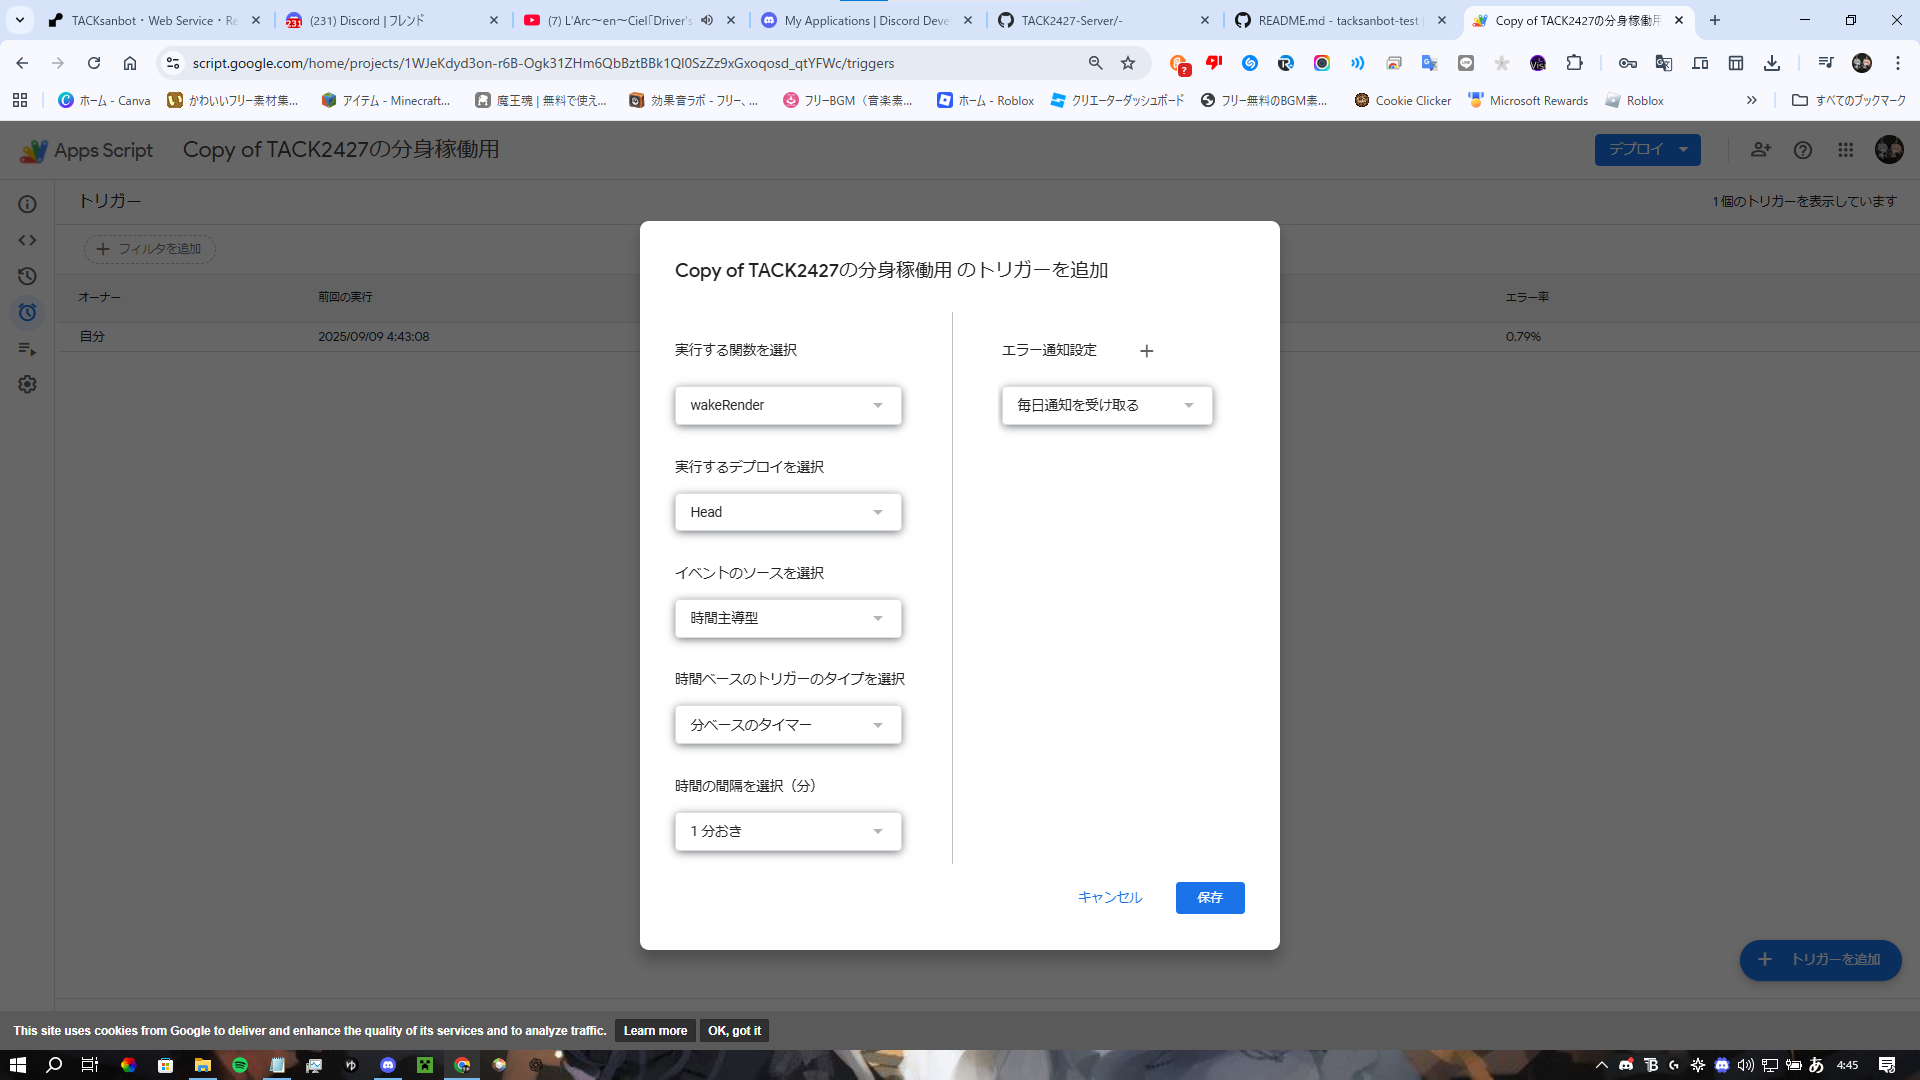 TACKsanbot・Web Service・Re
(231) Discord | フレンド
(7) L'Arc～en～Ciel「Driver's
My Applications | Discord Deve
TACK2427-Server/-
README.md - tacksanbot-test
Copy of TACK2427の分身稼働用
script.google.com/home/projects/1WJeKdyd3on-r6B-Ogk31ZHm6QbBztBBk1Ql0SzZz9xGxoqosd_qtYFWc/triggers
ホーム - Canva
かわいいフリー素材集...
アイテム - Minecraft...
魔王魂 | 無料で使え...
効果音ラボ - フリー、...
フリーBGM（音楽素...
ホーム - Roblox
クリエーターダッシュボード
フリー無料のBGM素...
Cookie Clicker
Microsoft Rewards
Roblox
すべてのブックマーク
Apps Script
Copy of TACK2427の分身稼働用
デプロイ
トリガー
1 個のトリガーを表示しています
フィルタを追加
オーナー
前回の実行
エラー率
自分
2025/09/09 4:43:08
0.79%
Copy of TACK2427の分身稼働用 のトリガーを追加
実行する関数を選択
wakeRender
実行するデプロイを選択
Head
イベントのソースを選択
時間主導型
時間ベースのトリガーのタイプを選択
分ベースのタイマー
時間の間隔を選択（分）
1 分おき
エラー通知設定
毎日通知を受け取る
キャンセル
保存
トリガーを追加
This site uses cookies from Google to deliver and enhance the quality of its services and to analyze traffic.
Learn more
OK, got it
あ
4:45